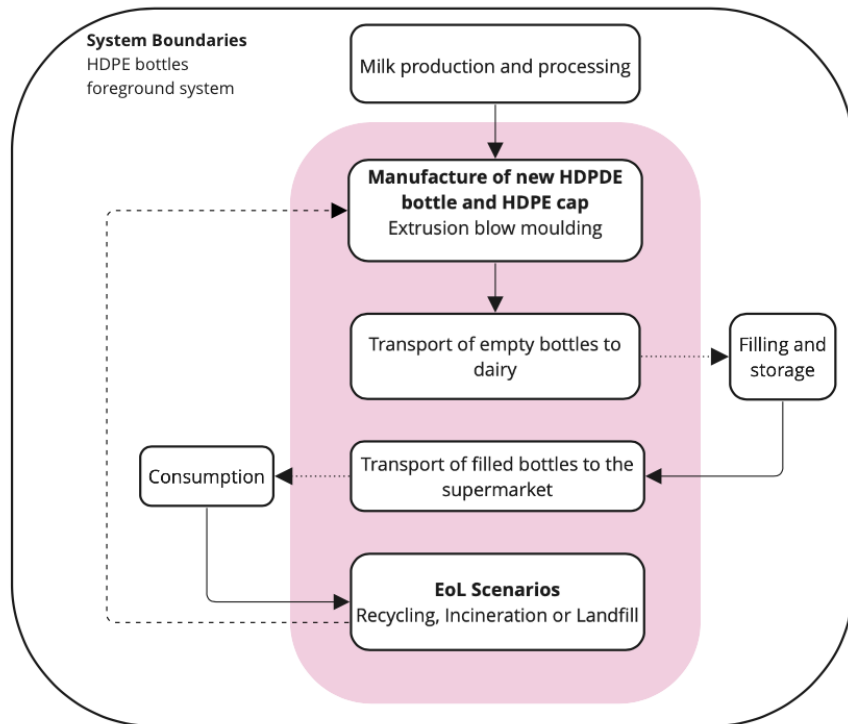 System Boundaries
HDPE bottles
foreground system
Milk production and processing
Manufacture of new HDPDE
bottle and HDPE cap
Extrusion blow moulding
Transport of empty bottles to
dairy
Filling and
storage
Consumption
Transport of filled bottles to the
supermarket
EoL Scenarios
Recycling, Incineration or Landfill